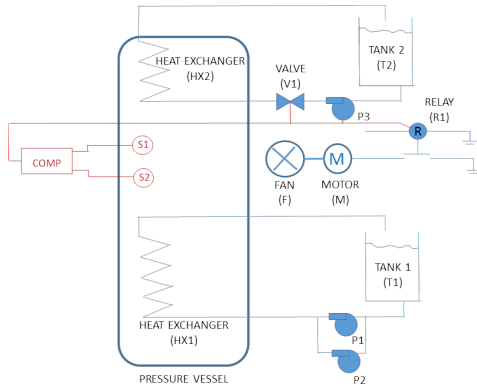 TANK 2
(T2)
HEAT EXCHANGER
(HX2)
VALVE
(V1)
P3
RELAY
(R1)
R
COMP
S1
S2
M
FAN
(F)
MOTOR
(M)
TANK 1
(T1)
HEAT EXCHANGER
(HX1)
P1
P2
PRESSURE VESSEL